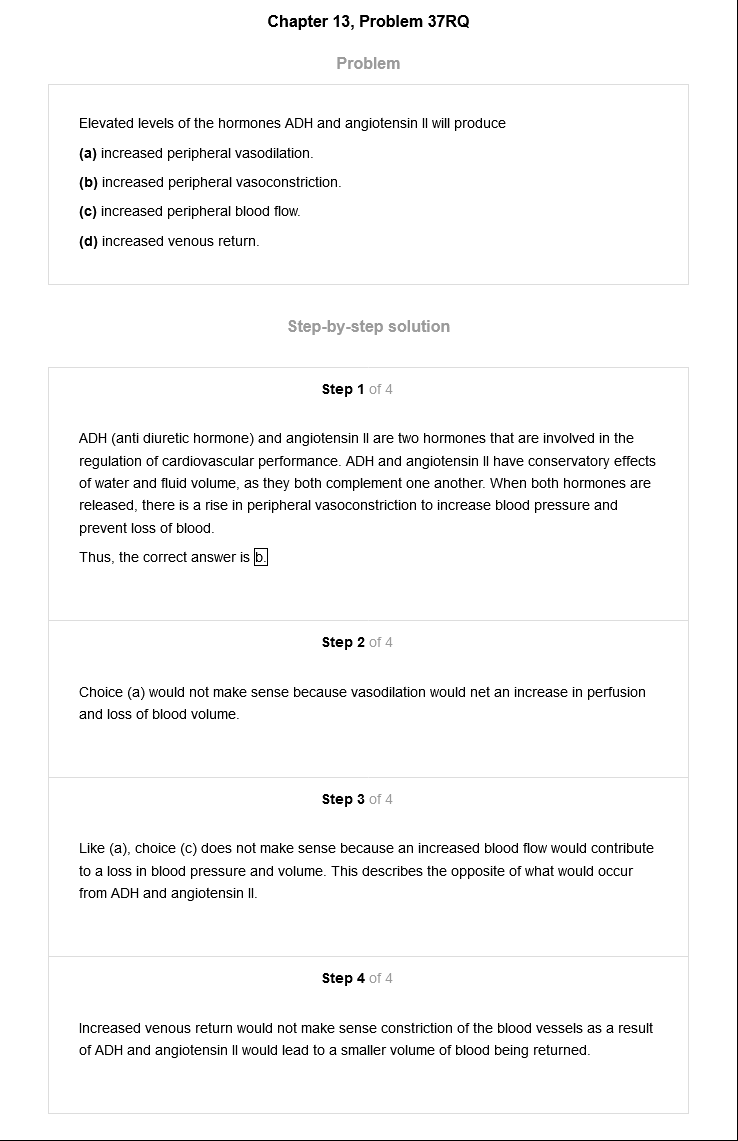 Chapter 13, Problem 37RQ
Problem
Elevated levels of the hormones ADH and angiotensin II will produce
(a) increased peripheral vasodilation.
(b) increased peripheral vasoconstriction.
(c) increased peripheral blood flow.
(d) increased venous return.
Step-by-step solution
Step 1 of 4
ADH (anti diuretic hormone) and angiotensin II are two hormones that are involved in the
regulation of cardiovascular performance. ADH and angiotensin II have conservatory effects
of water and fluid volume, as they both complement one another. When both hormones are
released, there is a rise in peripheral vasoconstriction to increase blood pressure and
prevent loss of blood.
Thus, the correct answer is b.
Step 2 of 4
Choice (a) would not make sense because vasodilation would net an increase in perfusion
and loss of blood volume.
Step 3 of 4
Like (a), choice (c) does not make sense because an increased blood flow would contribute
to a loss in blood pressure and volume. This describes the opposite of what would occur
from ADH and angiotensin II.
Step 4 of 4
Increased venous return would not make sense constriction of the blood vessels as a result
of ADH and angiotensin II would lead to a smaller volume of blood being returned.